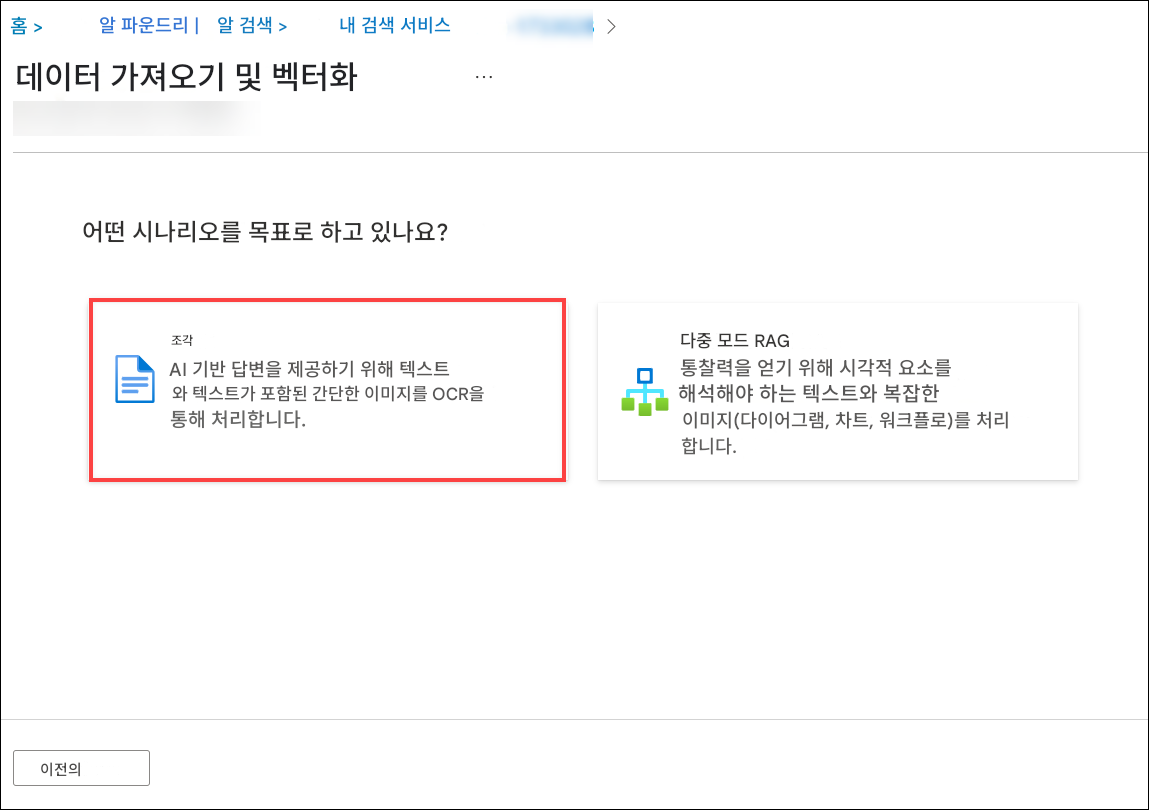 홈 > 알 파운드리 | 알 검색 > 내 검색 서비스 >
데이터 가져오기 및 벡터화 ...
어떤 시나리오를 목표로 하고 있나요?
조각
AI 기반 답변을 제공하기 위해 텍스트
와 텍스트가 포함된 간단한 이미지를 OCR을
통해 처리합니다.
다중 모드 RAG
통찰력을 얻기 위해 시각적 요소를
해석해야 하는 텍스트와 복잡한
이미지(다이어그램, 차트, 워크플로)를 처리
합니다.
이전의